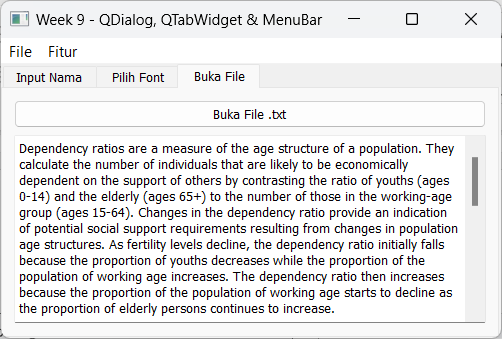 Week 9 - QDialog, QTabWidget & MenuBar
File Fitur
Input Nama Pilih Font Buka File
Buka File .txt
Dependency ratios are a measure of the age structure of a population. They
calculate the number of individuals that are likely to be economically
dependent on the support of others by contrasting the ratio of youths (ages
0-14) and the elderly (ages 65+) to the number of those in the working-age
group (ages 15-64). Changes in the dependency ratio provide an indication
of potential social support requirements resulting from changes in population
age structures. As fertility levels decline, the dependency ratio initially falls
because the proportion of youths decreases while the proportion of the
population of working age increases. The dependency ratio then increases
because the proportion of the population of working age starts to decline as
the proportion of elderly persons continues to increase.